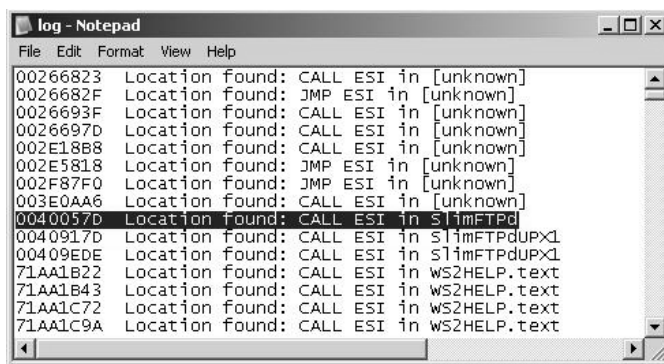 log - Notepad
File Edit Format View Help
00266823 Location found: CALL ESI in [unknown]
0026682F Location found: JMP ESI in [unknown]
0026693F Location found: CALL ESI in [unknown]
0026697D Location found: CALL ESI in [unknown]
002E18B8 Location found: CALL ESI in [unknown]
002E5818 Location found: JMP ESI in [unknown]
002F87F0 Location found: JMP ESI in [unknown]
003E0AA6 Location found: CALL ESI in [unknown]
0040057D Location found: CALL ESI in SlimFTPd
0040917D Location found: CALL ESI in SlimFTPdUPX1
00409EDE Location found: CALL ESI in SlimFTPdUPX1
71AA1B22 Location found: CALL ESI in WS2HELP.text
71AA1B43 Location found: CALL ESI in WS2HELP.text
71AA1C72 Location found: CALL ESI in WS2HELP.text
71AA1C9A Location found: CALL ESI in WS2HELP.text